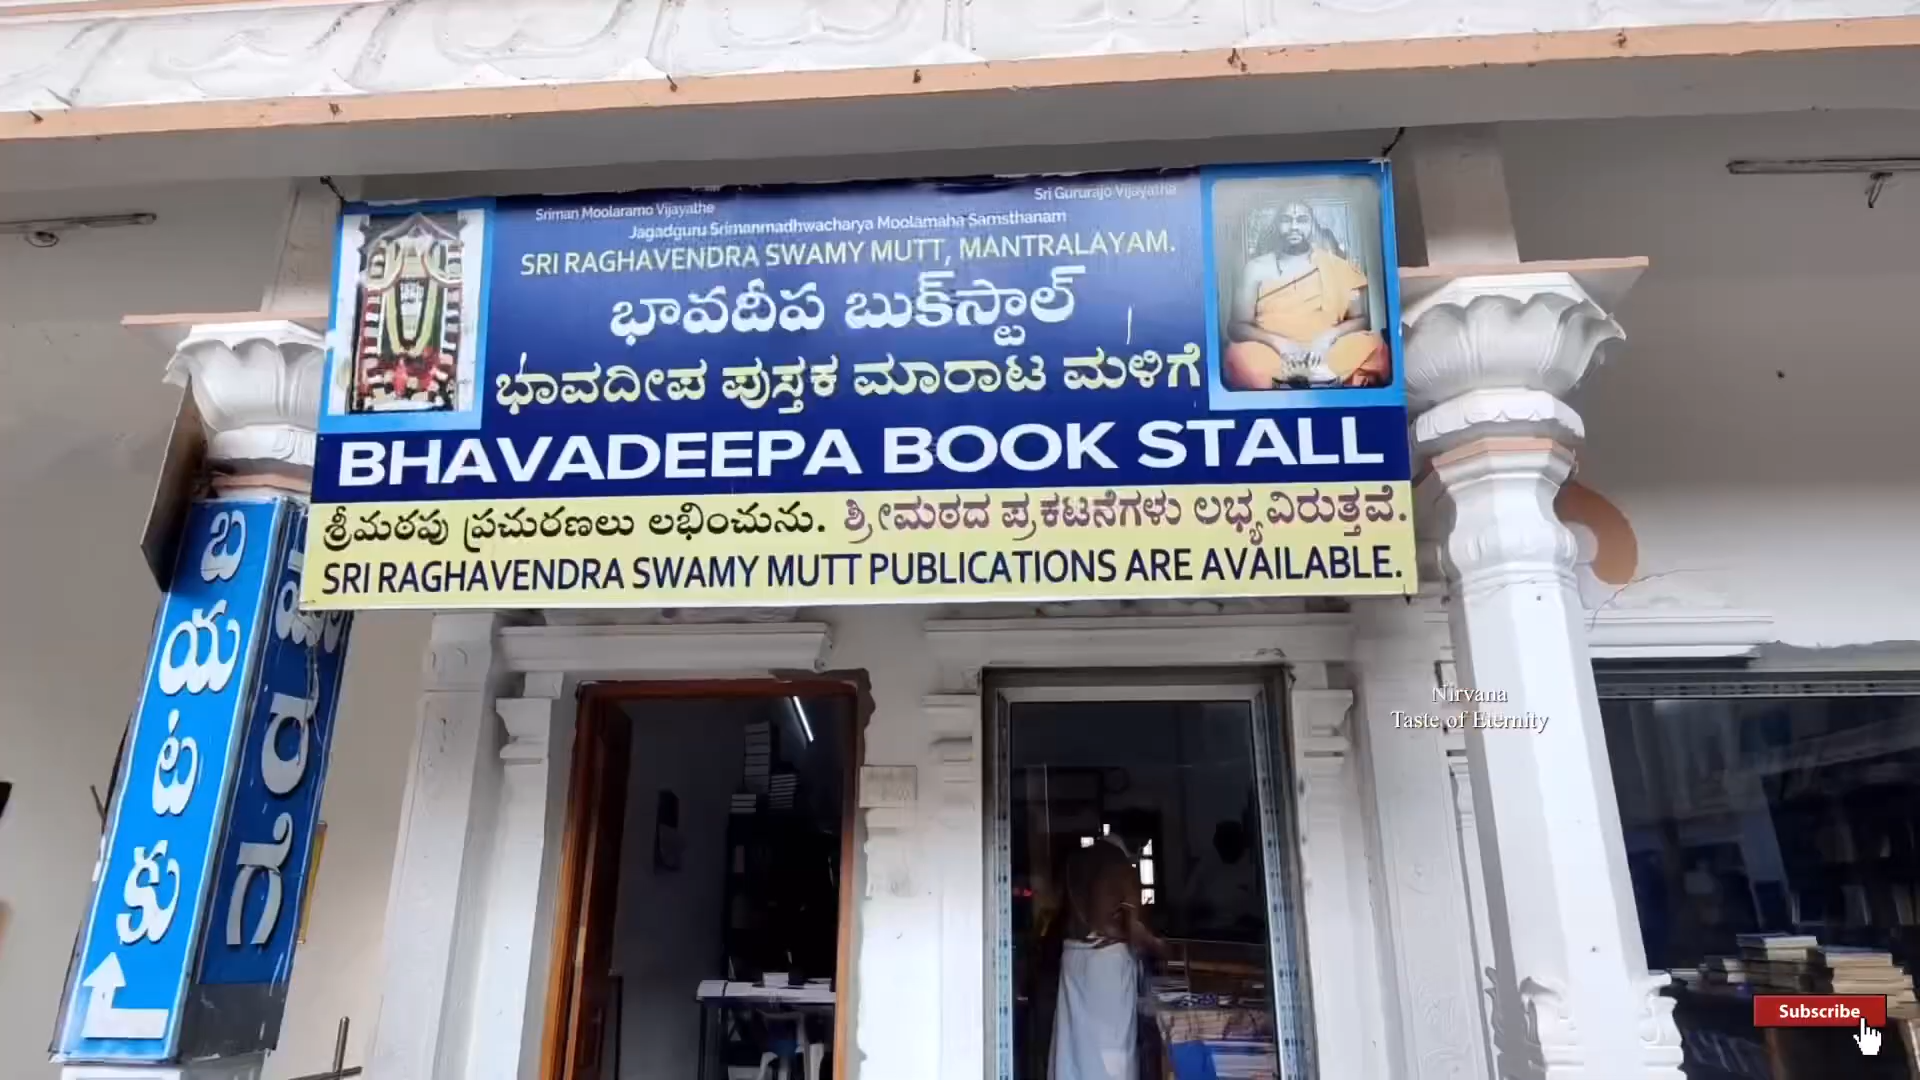 Sriman Moolaramo Vijayathe
Sri Gururajo Vijayatha
Jagadguru Srimanmadhwacharya Moolamaha Samsthanam
SRI RAGHAVENDRA SWAMY MUTT, MANTRALAYAM.
భావదీప బుక్‌స్టాల్
ಭಾವದೀಪ ಪುಸ್ತಕ ಮಾರಾಟ ಮಳಿಗೆ
BHAVADEEPA BOOK STALL
శ్రీమఠపు ప్రచురణలు లభించును. ಶ್ರೀಮಠದ ಪ್ರಕಟನೆಗಳು ಲಭ್ಯವಿರುತ್ತವೆ.
SRI RAGHAVENDRA SWAMY MUTT PUBLICATIONS ARE AVAILABLE.
బయటకు
Nirvana
Taste of Eternity
Subscribe